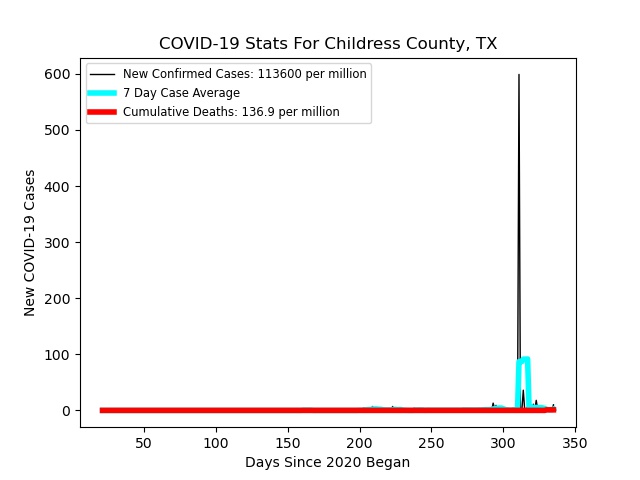 COVID-19 Stats For Childress County, TX
New Confirmed Cases: 113600 per million
7 Day Case Average
Cumulative Deaths: 136.9 per million
New COVID-19 Cases
600
500
400
300
200
100
0
50
100
150
200
250
300
350
Days Since 2020 Began